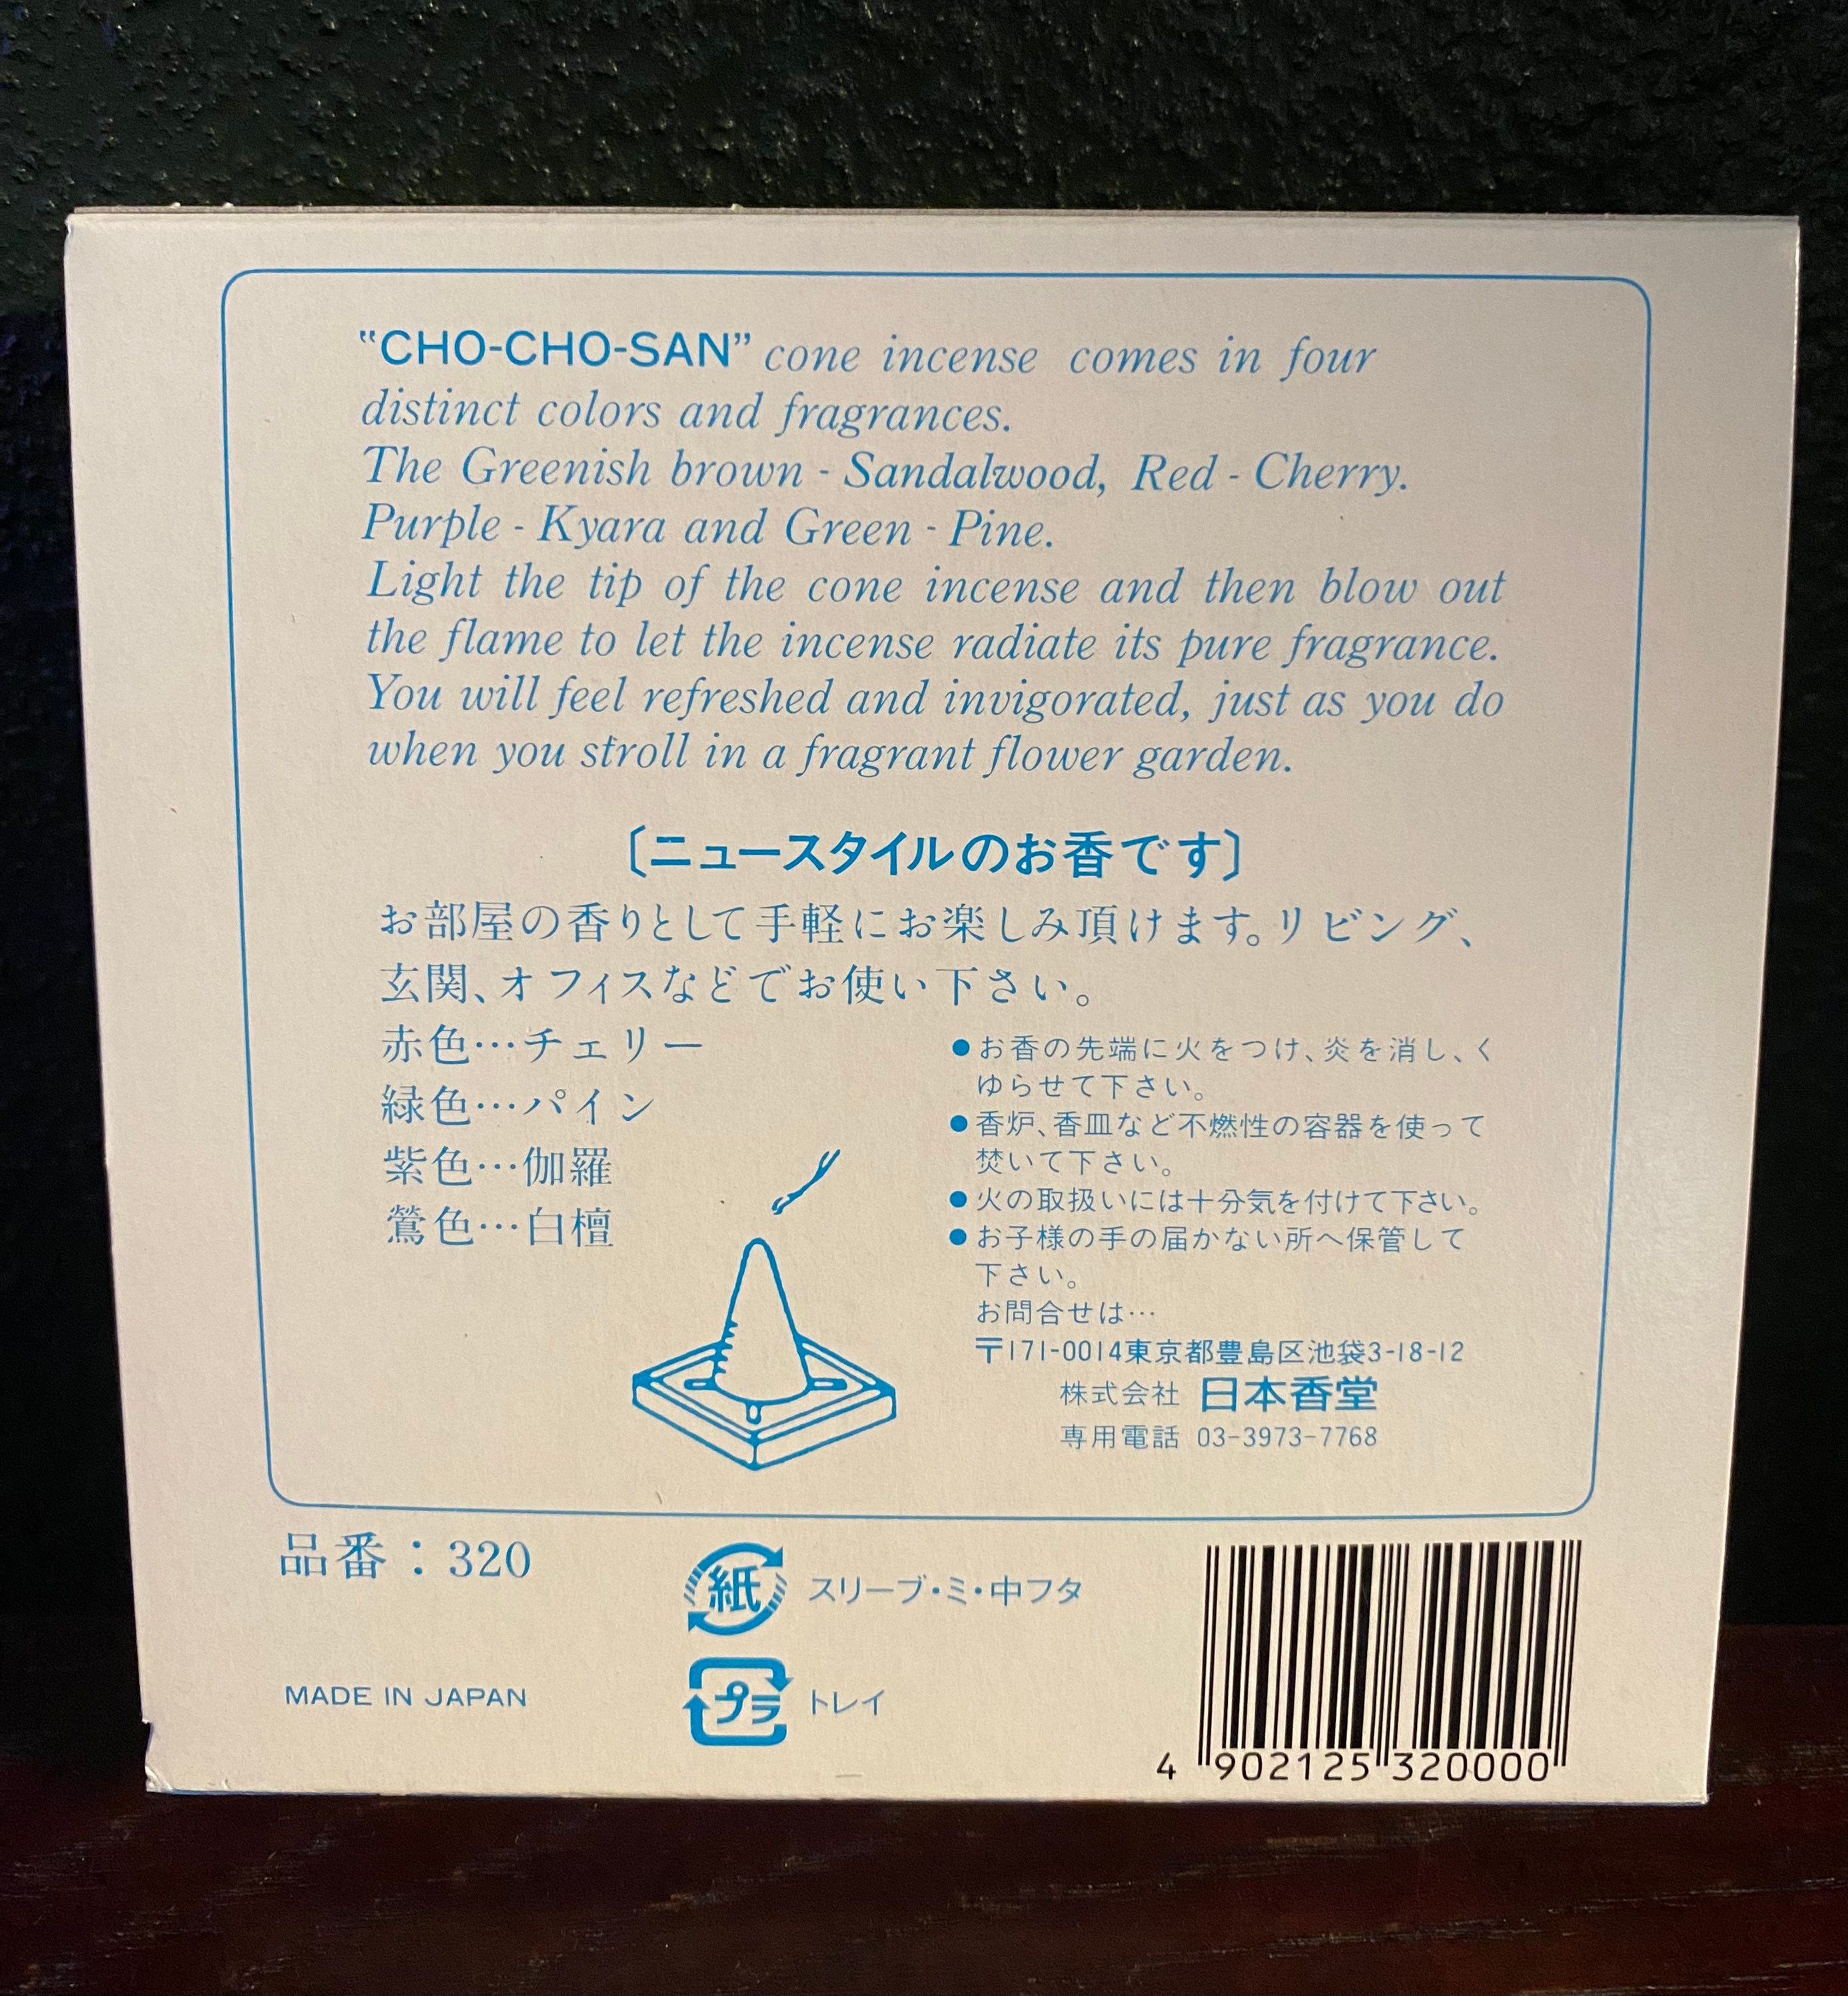 "CHO-CHO-SAN" cone incense comes in four
distinct colors and fragrances.
The Greenish brown - Sandalwood, Red - Cherry.
Purple - Kyara and Green - Pine.
Light the tip of the cone incense and then blow out
the flame to let the incense radiate its pure fragrance.
You will feel refreshed and invigorated, just as you do
when you stroll in a fragrant flower garden.
〔ニュースタイルのお香です〕
お部屋の香りとして手軽にお楽しみ頂けます。リビング、
玄関、オフィスなどでお使い下さい。
赤色…チェリー
緑色…パイン
紫色…伽羅
鶯色…白檀
●お香の先端に火をつけ、炎を消し、く
ゆらせて下さい。
●香炉、香皿など不燃性の容器を使って
焚いて下さい。
●火の取扱いには十分気を付けて下さい。
●お子様の手の届かない所へ保管して
下さい。
お問合せは…
〒171-0014東京都豊島区池袋3-18-12
株式会社 日本香堂
専用電話 03-3973-7768
品番：320
紙 スリーブ・ミ・中フタ
MADE IN JAPAN
プラ トレイ
4 902125 320000